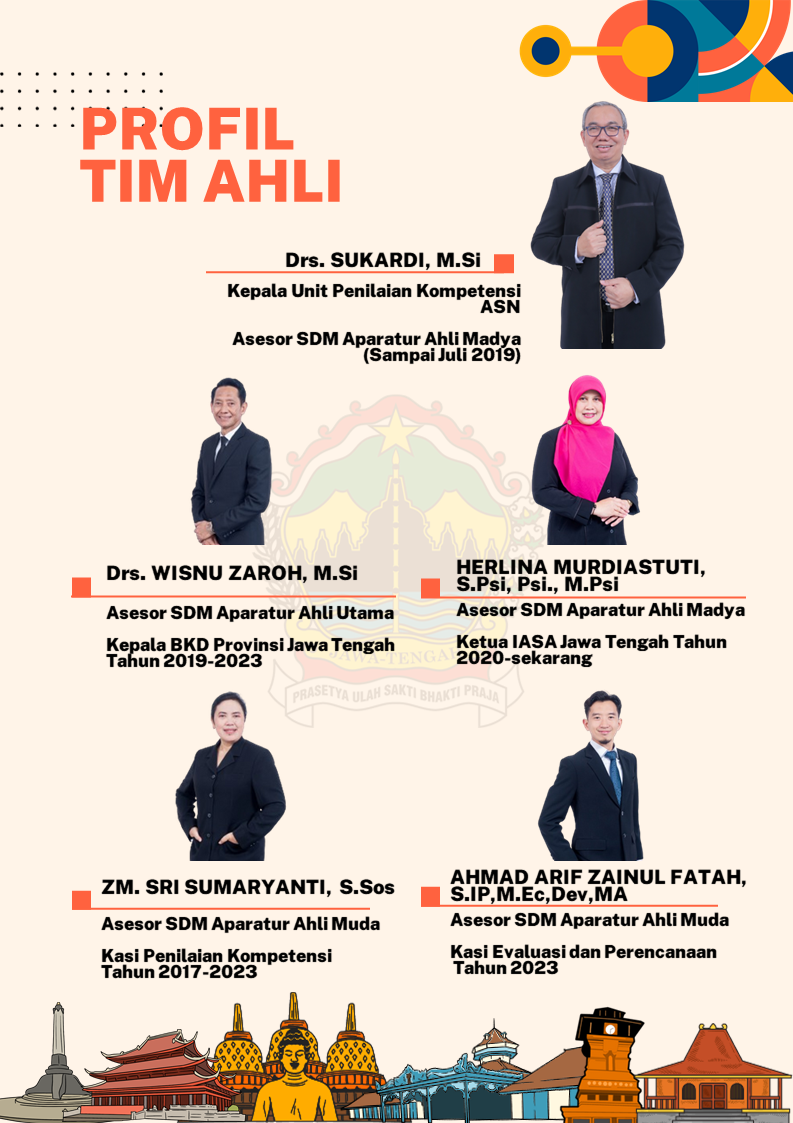 PROFIL
TIM AHLI
Drs. SUKARDI, M.Si
Kepala Unit Penilaian Kompetensi
ASN
Asesor SDM Aparatur Ahli Madya
(Sampai Juli 2019)
Drs. WISNU ZAROH, M.Si
Asesor SDM Aparatur Ahli Utama
Kepala BKD Provinsi Jawa Tengah
Tahun 2019-2023
HERLINA MURDIASTUTI,
S.Psi, Psi., M.Psi
Asesor SDM Aparatur Ahli Madya
Ketua IASA Jawa Tengah Tahun
2020-sekarang
JAWA-TENGAH
PRASETYA ULAH SAKTI BHAKTI PRAJA
ZM. SRI SUMARYANTI, S.Sos
Asesor SDM Aparatur Ahli Muda
Kasi Penilaian Kompetensi
Tahun 2017-2023
AHMAD ARIF ZAINUL FATAH,
S.IP,M.Ec,Dev,MA
Asesor SDM Aparatur Ahli Muda
Kasi Evaluasi dan Perencanaan
Tahun 2023